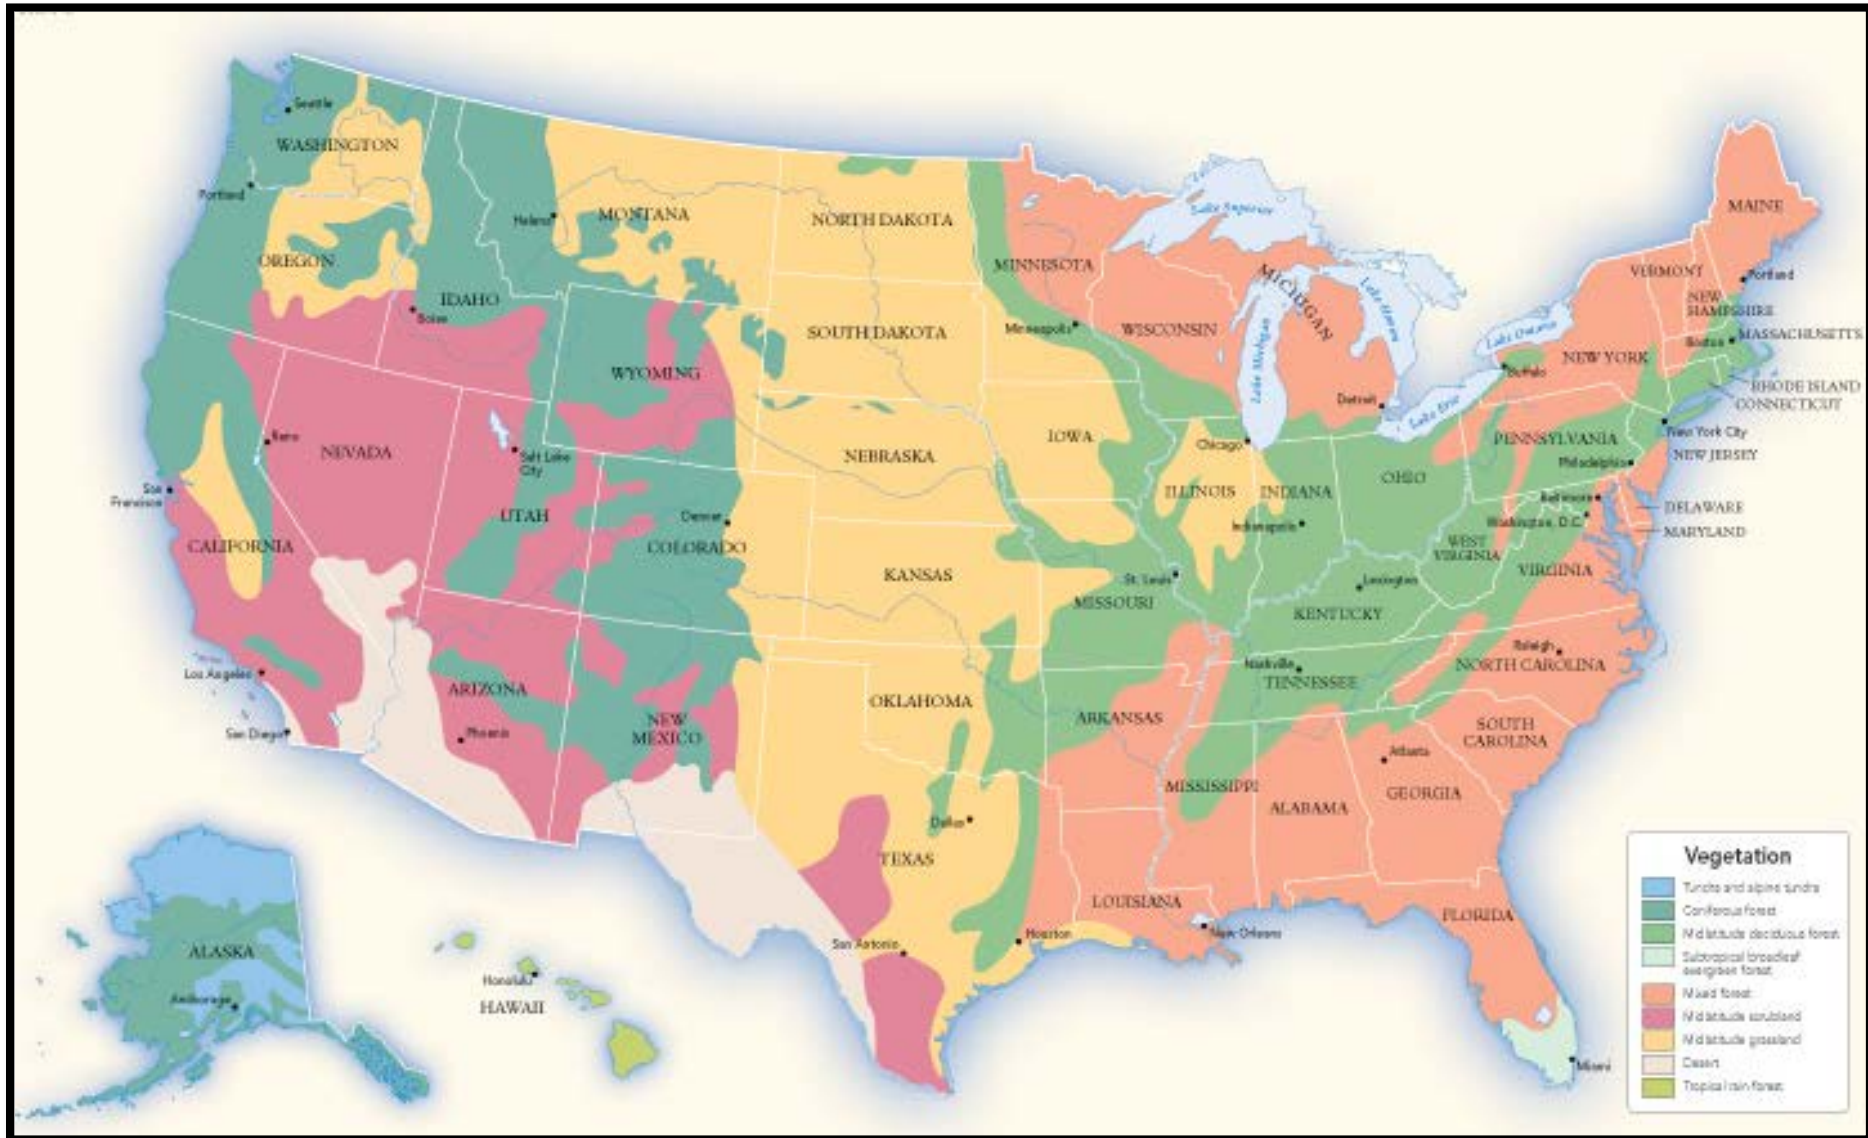 Seattle
WASHINGTON
Portland
OREGON
IDAHO
Boise
Helena
MONTANA
NORTH DAKOTA
SOUTH DAKOTA
WYOMING
NEBRASKA
MINNESOTA
Minneapolis
WISCONSIN
Lake Superior
MICHIGAN
Lake Michigan
Lake Huron
Detroit
Lake Erie
Lake Ontario
Buffalo
NEW YORK
VERMONT
MAINE
Portland
NEW
HAMPSHIRE
Boston
MASSACHUSETTS
RHODE ISLAND
CONNECTICUT
New York City
NEW JERSEY
PENNSYLVANIA
Philadelphia
Baltimore
Washington, D.C.
DELAWARE
MARYLAND
WEST
VIRGINIA
VIRGINIA
OHIO
INDIANA
Indianapolis
ILLINOIS
Chicago
IOWA
Reno
NEVADA
Salt Lake
City
UTAH
Denver
COLORADO
KANSAS
St. Louis
MISSOURI
Lexington
KENTUCKY
San
Francisco
CALIFORNIA
Los Angeles
San Diego
ARIZONA
Phoenix
NEW
MEXICO
OKLAHOMA
ARKANSAS
Nashville
TENNESSEE
Raleigh
NORTH CAROLINA
SOUTH
CAROLINA
Atlanta
GEORGIA
ALABAMA
MISSISSIPPI
Dallas
TEXAS
San Antonio
Houston
LOUISIANA
New Orleans
FLORIDA
Miami
ALASKA
Anchorage
Honolulu
HAWAII
Vegetation
Tundra and alpine tundra
Coniferous forest
Midlatitude deciduous forest
Subtropical broadleaf
evergreen forest
Mixed forest
Midlatitude scrubland
Midlatitude grassland
Desert
Tropical rain forest